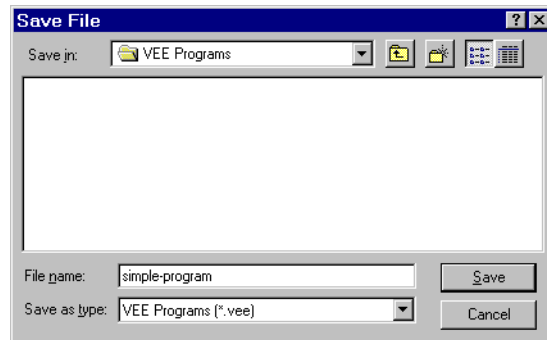 Save File
Save in: VEE Programs
File name: simple-program Save
Save as type: VEE Programs (*.vee) Cancel